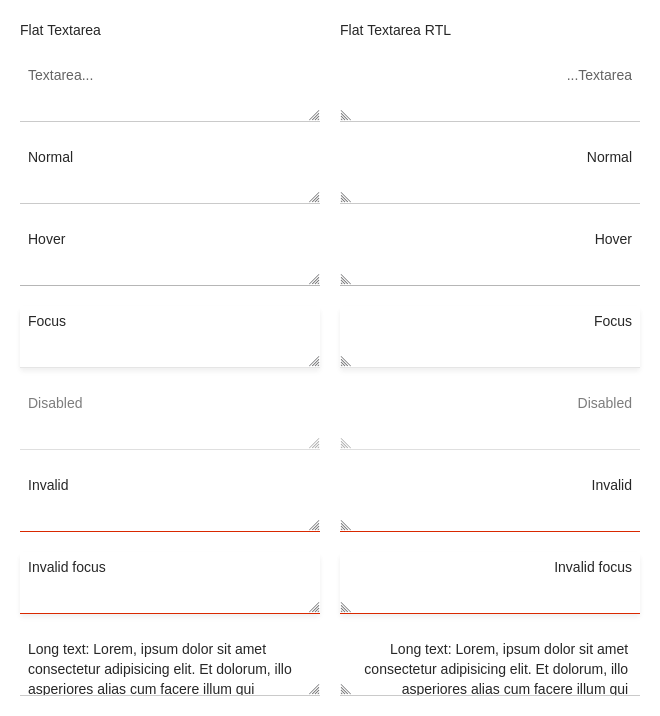 Flat Textarea
Textarea...
Normal
Hover
Focus
Disabled
Invalid
Invalid focus
Long text: Lorem, ipsum dolor sit amet
consectetur adipisicing elit. Et dolorum, illo
asperiores alias cum facere illum qui
Flat Textarea RTL
...Textarea
Normal
Hover
Focus
Disabled
Invalid
Invalid focus
Long text: Lorem, ipsum dolor sit amet
consectetur adipisicing elit. Et dolorum, illo
asperiores alias cum facere illum qui